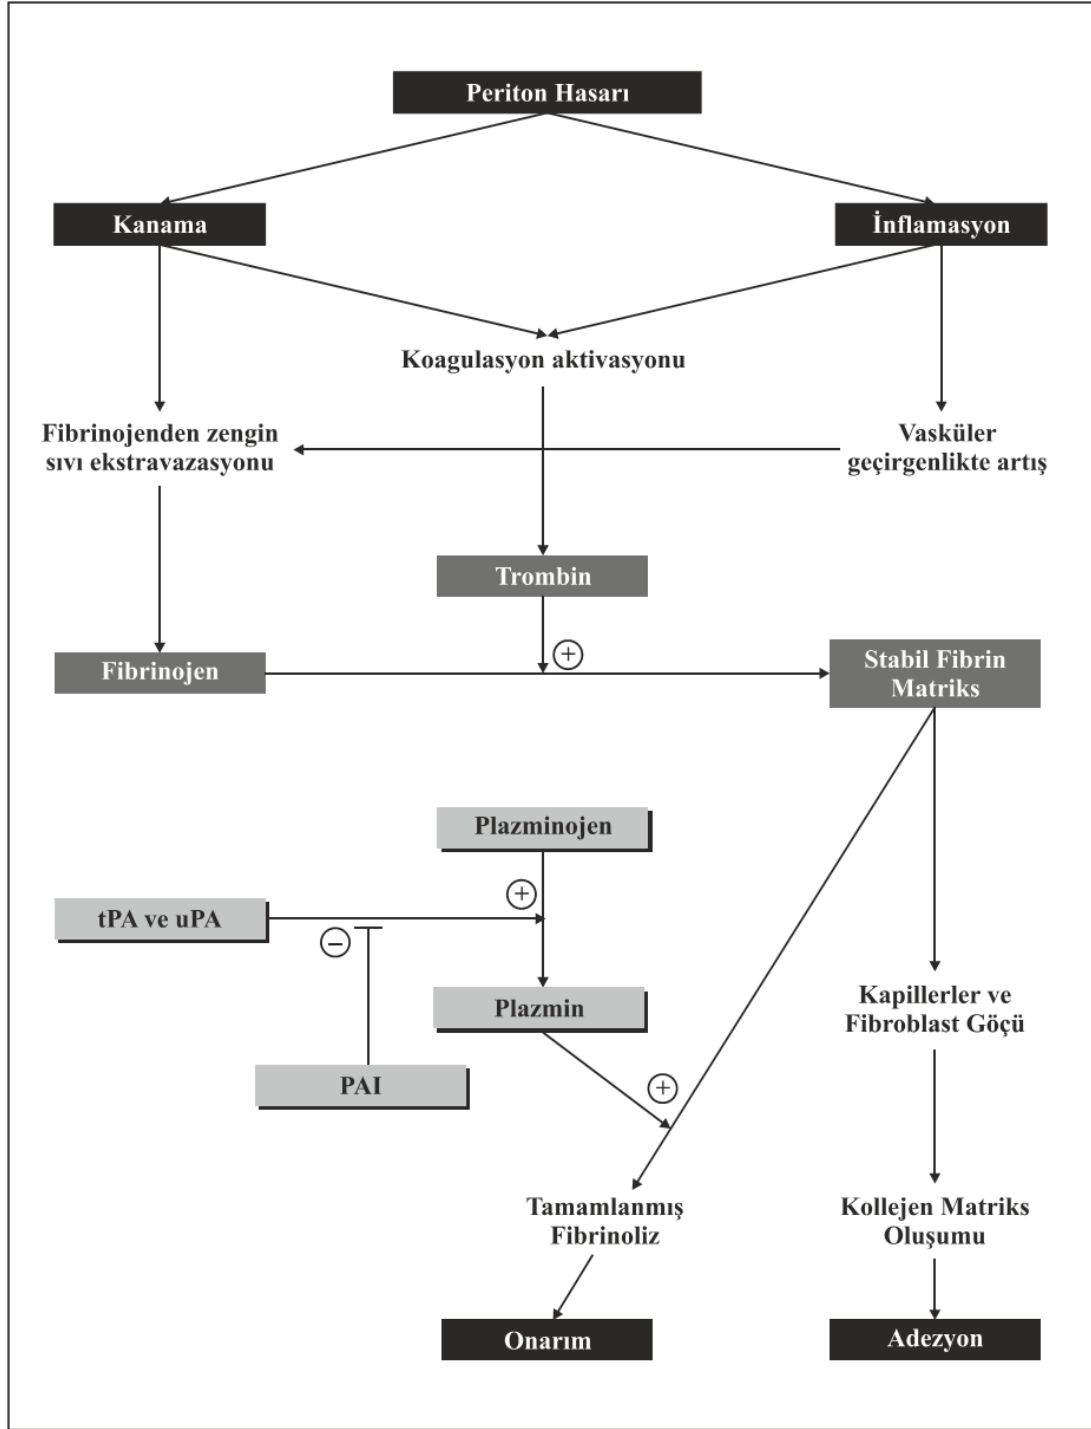 Periton Hasarı
Kanama
İnflamasyon
Koagulasyon aktivasyonu
Fibrinojenden zengin
sıvı ekstravazasyonu
Vasküler
geçirgenlikte artış
Trombin
+
Fibrinojen
Stabil Fibrin
Matriks
Plazminojen
+
tPA ve uPA
−
Plazmin
Kapillerler ve
Fibroblast Göçü
PAI
+
Tamamlanmış
Fibrinoliz
Kollejen Matriks
Oluşumu
Onarım
Adezyon